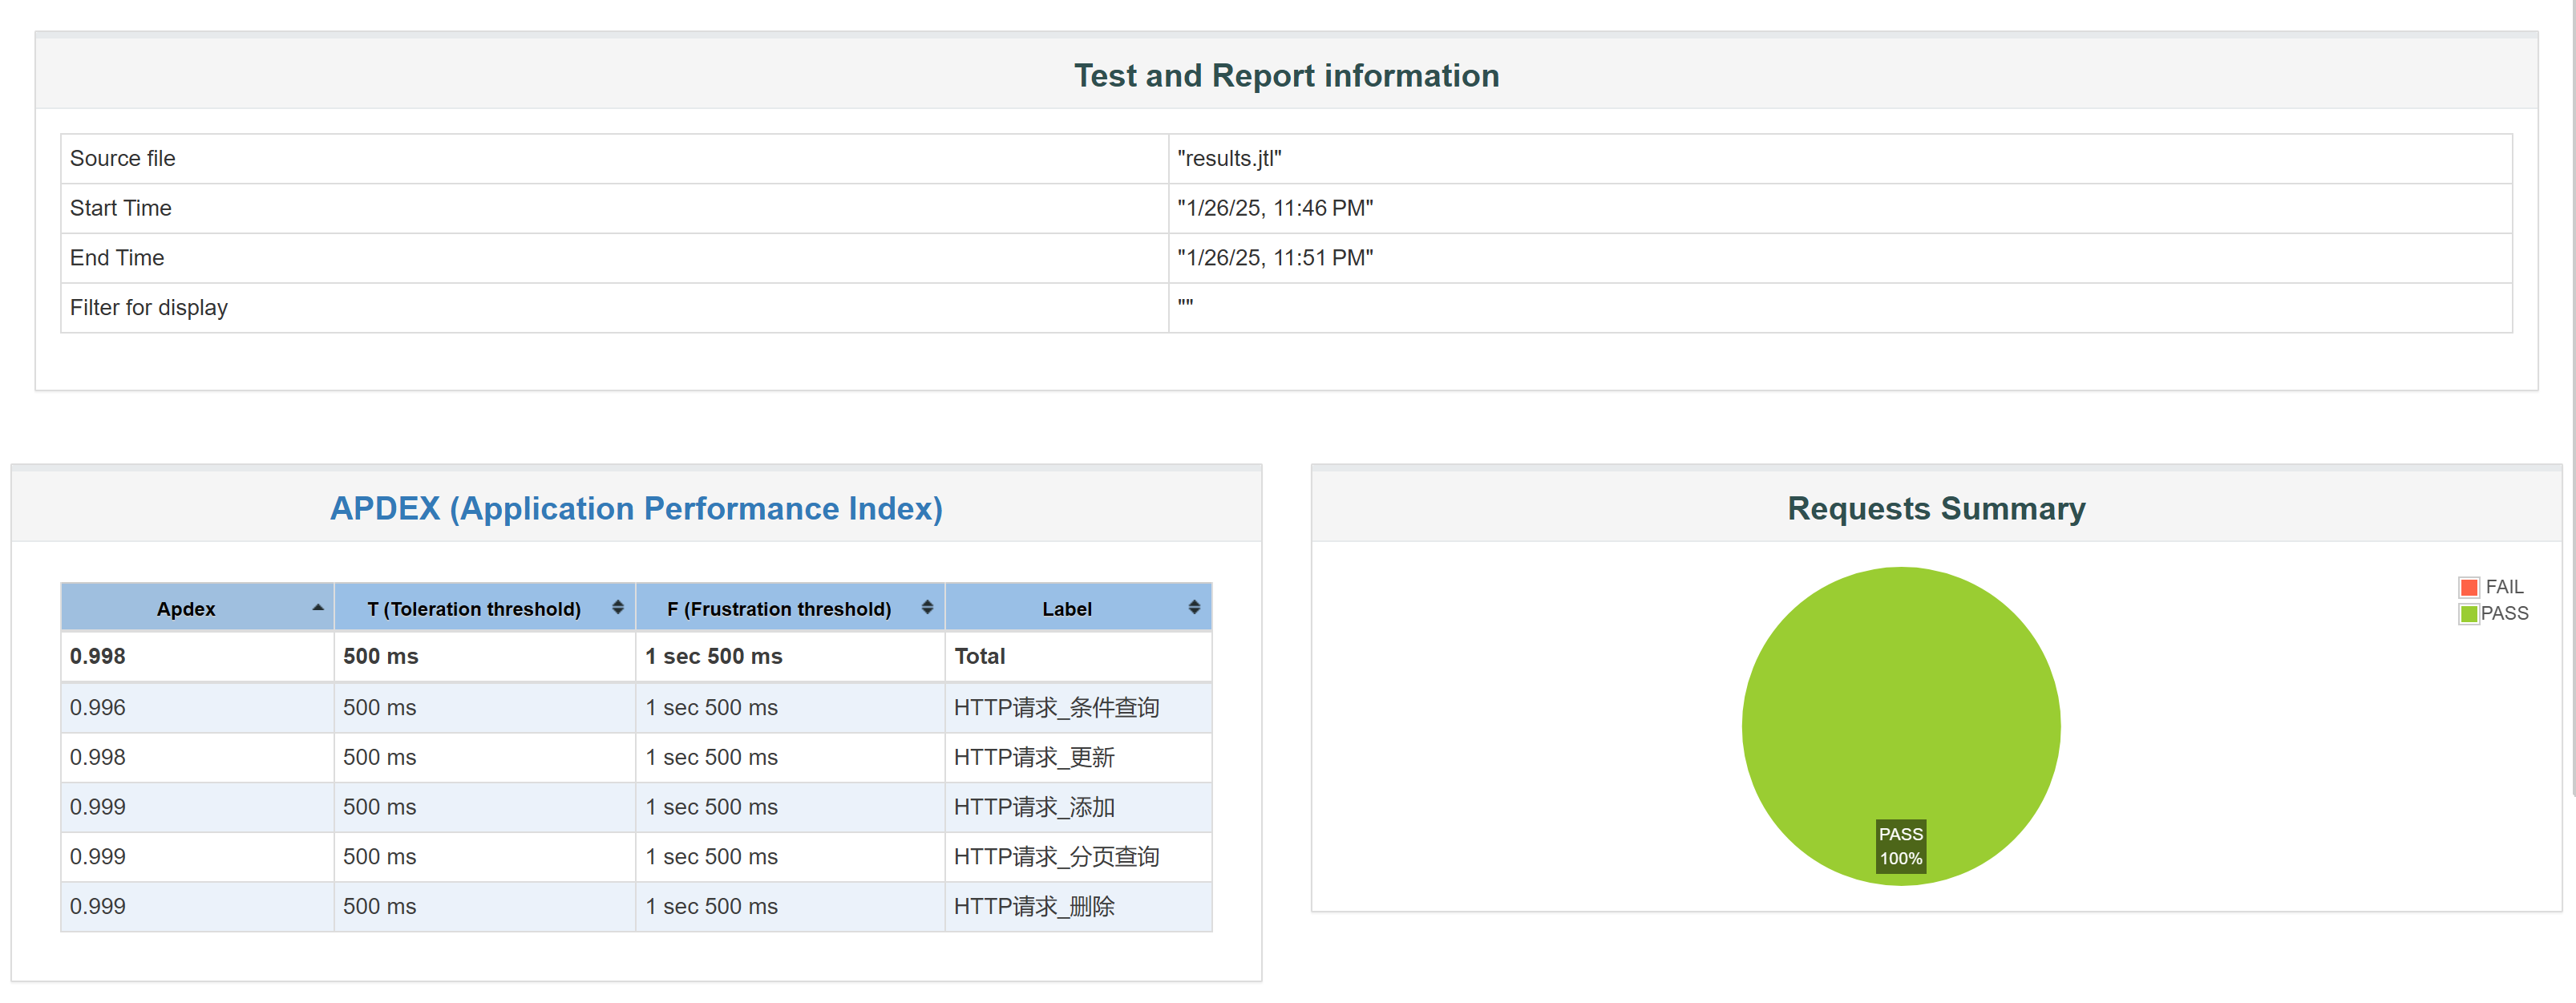 Test and Report information
Source file "results.jtl"
Start Time "1/26/25, 11:46 PM"
End Time "1/26/25, 11:51 PM"
Filter for display ""
APDEX (Application Performance Index)
Apdex T (Toleration threshold) F (Frustration threshold) Label
0.998 500 ms 1 sec 500 ms Total
0.996 500 ms 1 sec 500 ms HTTP请求_条件查询
0.998 500 ms 1 sec 500 ms HTTP请求_更新
0.999 500 ms 1 sec 500 ms HTTP请求_添加
0.999 500 ms 1 sec 500 ms HTTP请求_分页查询
0.999 500 ms 1 sec 500 ms HTTP请求_删除
Requests Summary
FAIL
PASS
PASS
100%